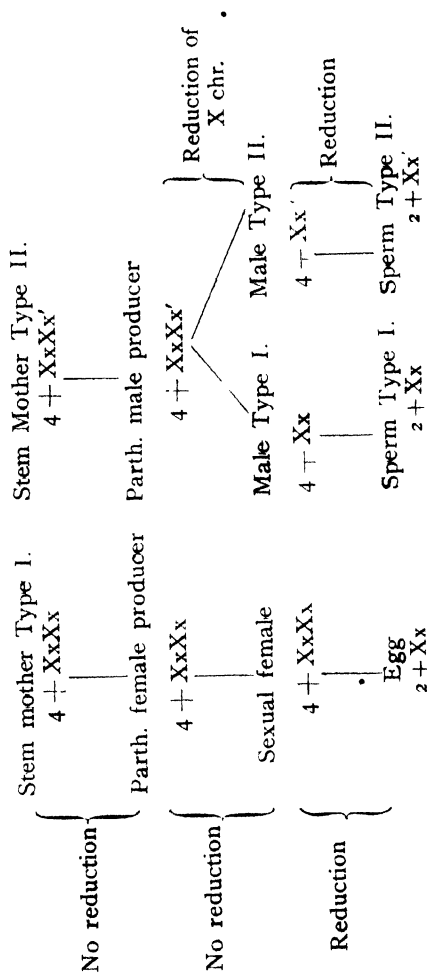 Stem mother Type I.
4 + XxXx
Stem Mother Type II.
4 + XxXx'
No reduction
Parth. female producer
4 + XxXx
Parth. male producer
4 + XxXx'
No reduction
Reduction of
X chr.
Sexual female
4 + XxXx
Male Type I.
4 + Xx
Male Type II.
4 + Xx'
Reduction
Reduction
Egg
2 + Xx
Sperm Type I.
2 + Xx
Sperm Type II.
2 + Xx'